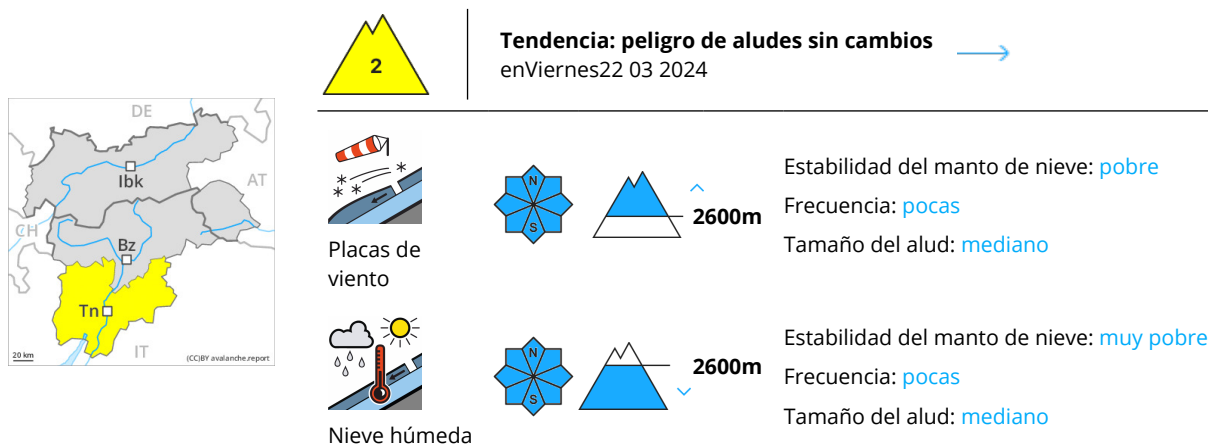 2
Tendencia: peligro de aludes sin cambios
enViernes22 03 2024
DE
AT
CH
IT
Ibk
Bz
Tn
20 km
(CC)BY avalanche.report
N
S
2600m
Placas de
viento
Estabilidad del manto de nieve: pobre
Frecuencia: pocas
Tamaño del alud: mediano
N
S
2600m
Nieve húmeda
Estabilidad del manto de nieve: muy pobre
Frecuencia: pocas
Tamaño del alud: mediano